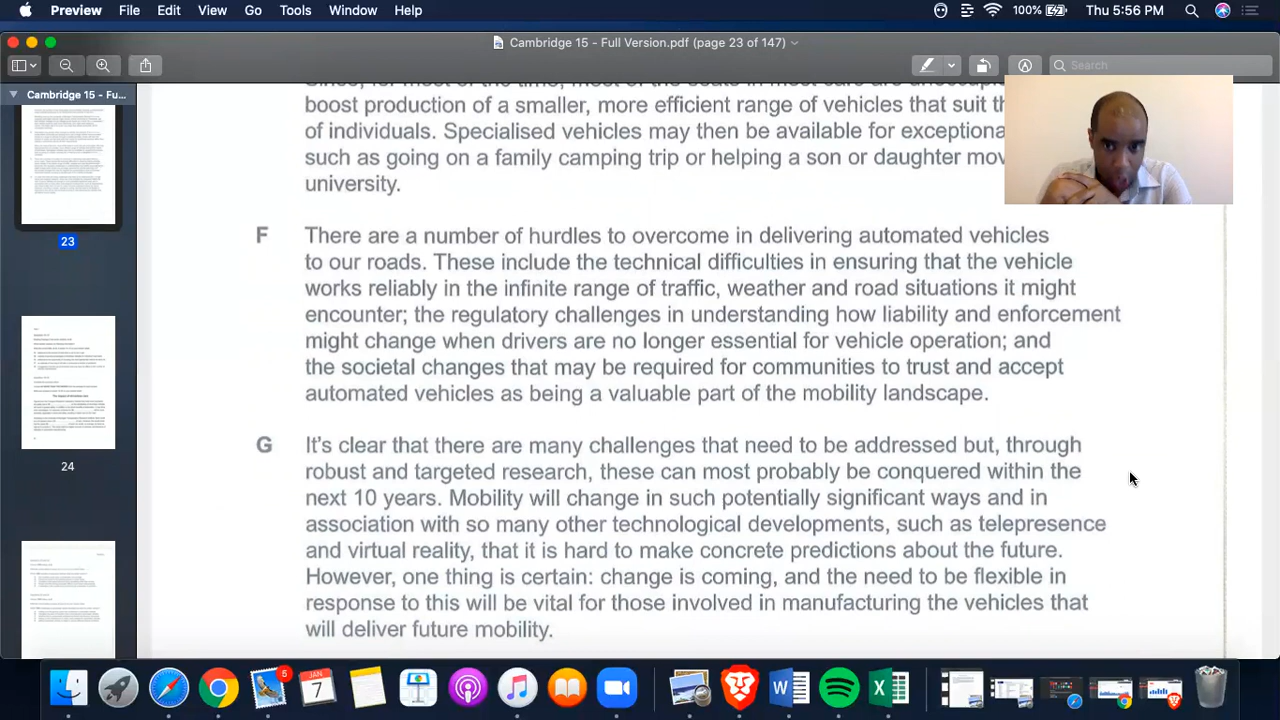 Preview File Edit View Go Tools Window Help 100% Thu 5:56 PM
Cambridge 15 - Full Version.pdf (page 23 of 147)
Search
Cambridge 15 - Fu...
23
24
boost production of a smaller, more efficient range of vehicles that suit th
of individuals. Specialised vehicles may then be available for exceptiona
such as going on a family camping trip or helping a son or daughter mov
university.
F There are a number of hurdles to overcome in delivering automated vehicles
to our roads. These include the technical difficulties in ensuring that the vehicle
works reliably in the infinite range of traffic, weather and road situations it might
encounter; the regulatory challenges in understanding how liability and enforcement
might change when drivers are no longer essential for vehicle operation; and
the societal changes that may be required for communities to trust and accept
automated vehicles as being a valuable part of the mobility landscape.
G It's clear that there are many challenges that need to be addressed but, through
robust and targeted research, these can most probably be conquered within the
next 10 years. Mobility will change in such potentially significant ways and in
association with so many other technological developments, such as telepresence
and virtual reality, that it is hard to make concrete predictions about the future.
However, one thing is certain: change is coming, and the need to be flexible in
response to this will be vital for those involved in manufacturing the vehicles that
will deliver future mobility.
5
JAN
7